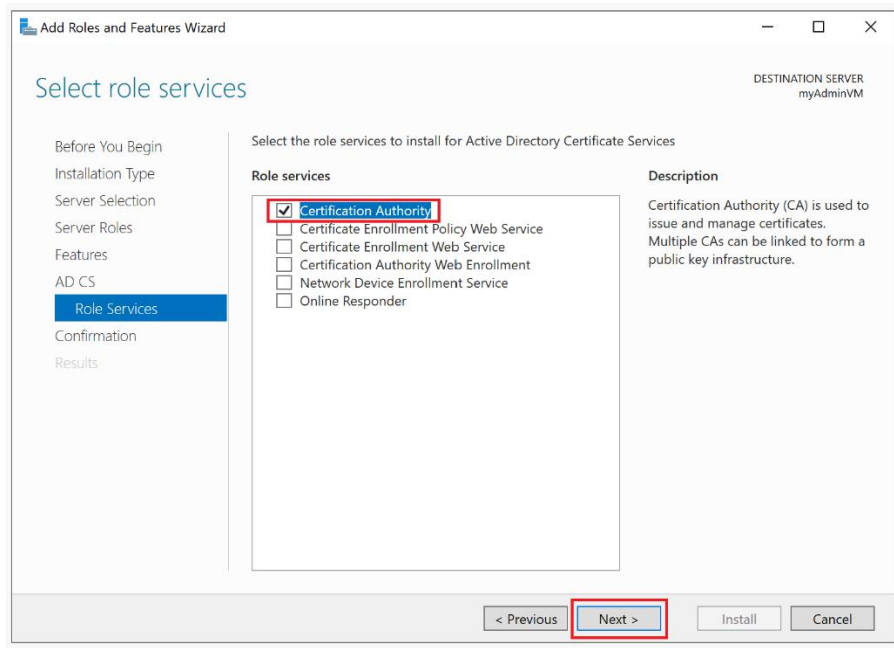 Add Roles and Features Wizard
Select role services
DESTINATION SERVER
myAdminVM
Before You Begin
Installation Type
Server Selection
Server Roles
Features
AD CS
Role Services
Confirmation
Results
Select the role services to install for Active Directory Certificate Services
Role services
Certification Authority
Certificate Enrollment Policy Web Service
Certificate Enrollment Web Service
Certification Authority Web Enrollment
Network Device Enrollment Service
Online Responder
Description
Certification Authority (CA) is used to
issue and manage certificates.
Multiple CAs can be linked to form a
public key infrastructure.
< Previous
Next >
Install
Cancel